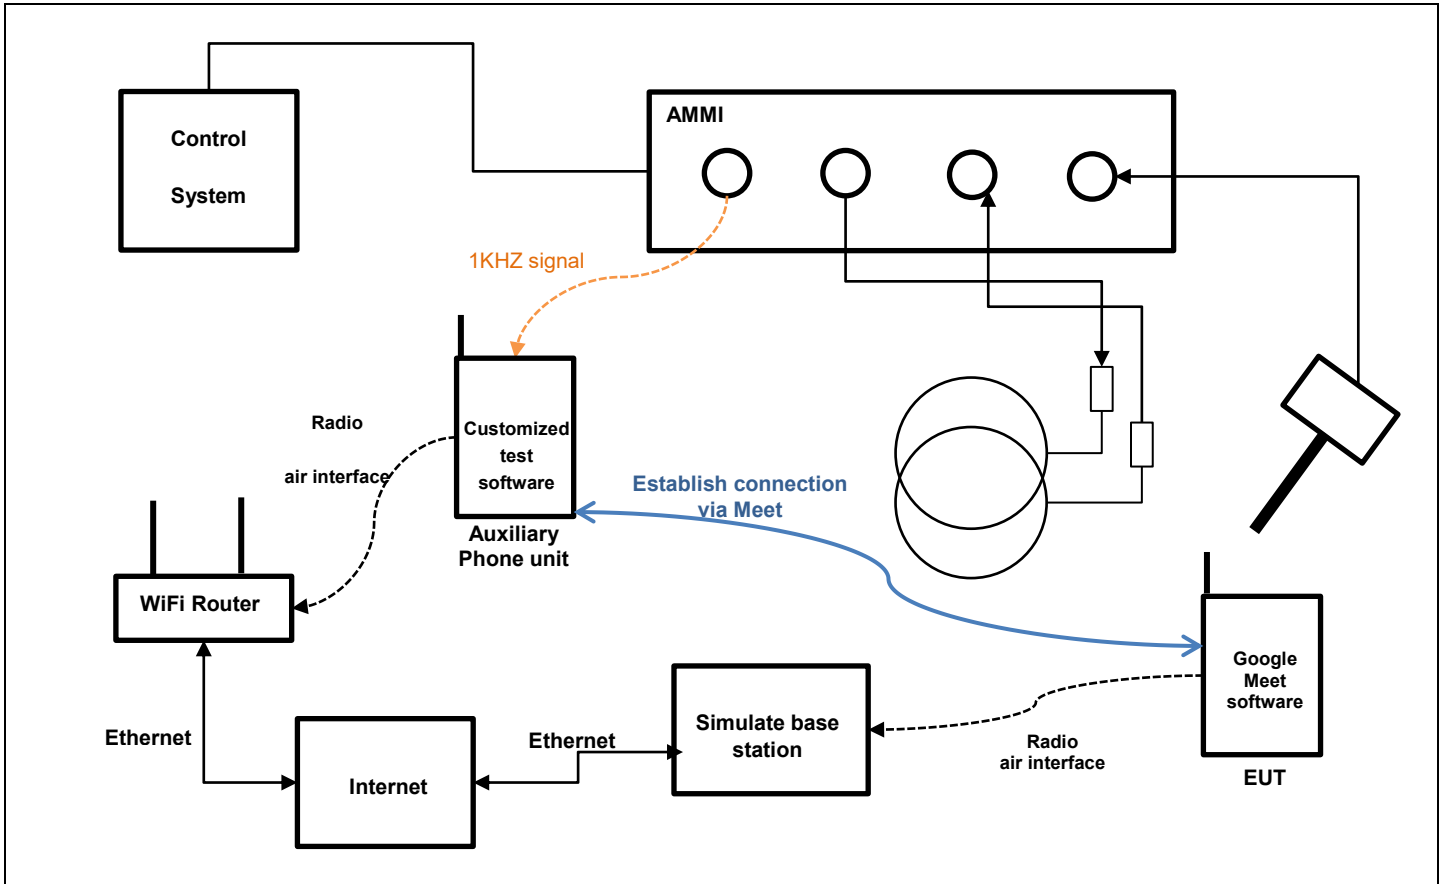 AMMI
Control
System
1KHZ signal
Radio
air interface
Customized
test
software
Auxiliary
Phone unit
Establish connection
via Meet
WiFi Router
Google
Meet
software
EUT
Simulate base
station
Radio
air interface
Ethernet
Ethernet
Internet